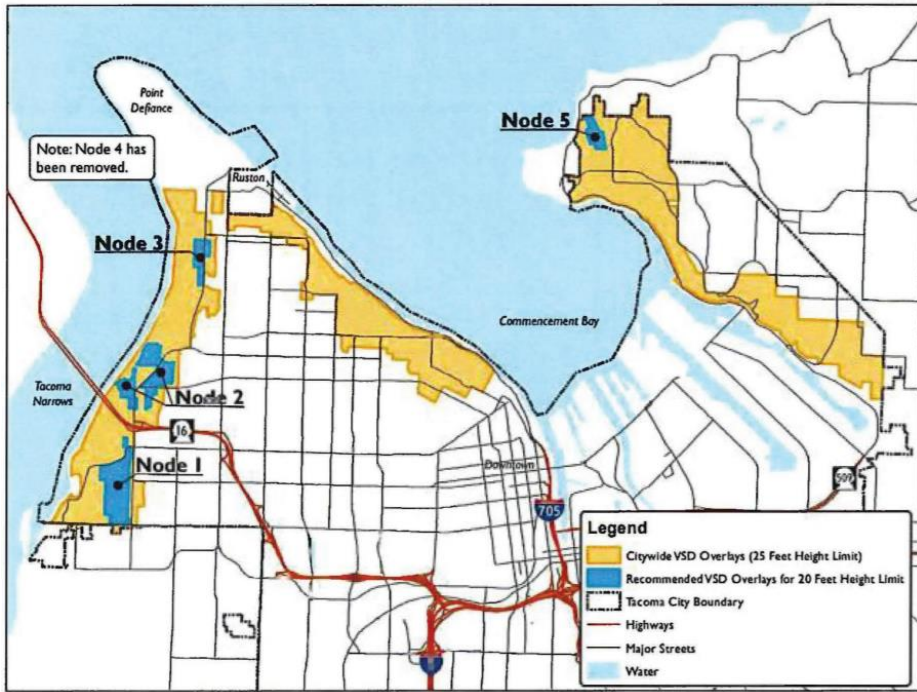 Point
Defiance
Note: Node 4 has
been removed.
Node 5
Ruston
Node 3
Commencement Bay
Tacoma
Narrows
Node 2
16
Node 1
Downtown
705
509
Legend
Citywide VSD Overlays (25 Feet Height Limit)
Recommended VSD Overlays for 20 Feet Height Limit
Tacoma City Boundary
Highways
Major Streets
Water